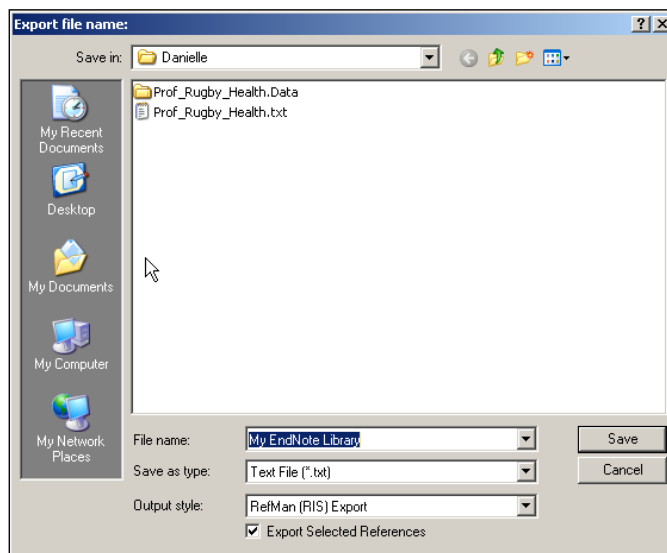 Export file name:
Save in: Danielle
My Recent
Documents
Desktop
My Documents
My Computer
My Network
Places
Prof_Rugby_Health.Data
Prof_Rugby_Health.txt
File name: My EndNote Library Save
Save as type: Text File (*.txt) Cancel
Output style: RefMan (RIS) Export
Export Selected References